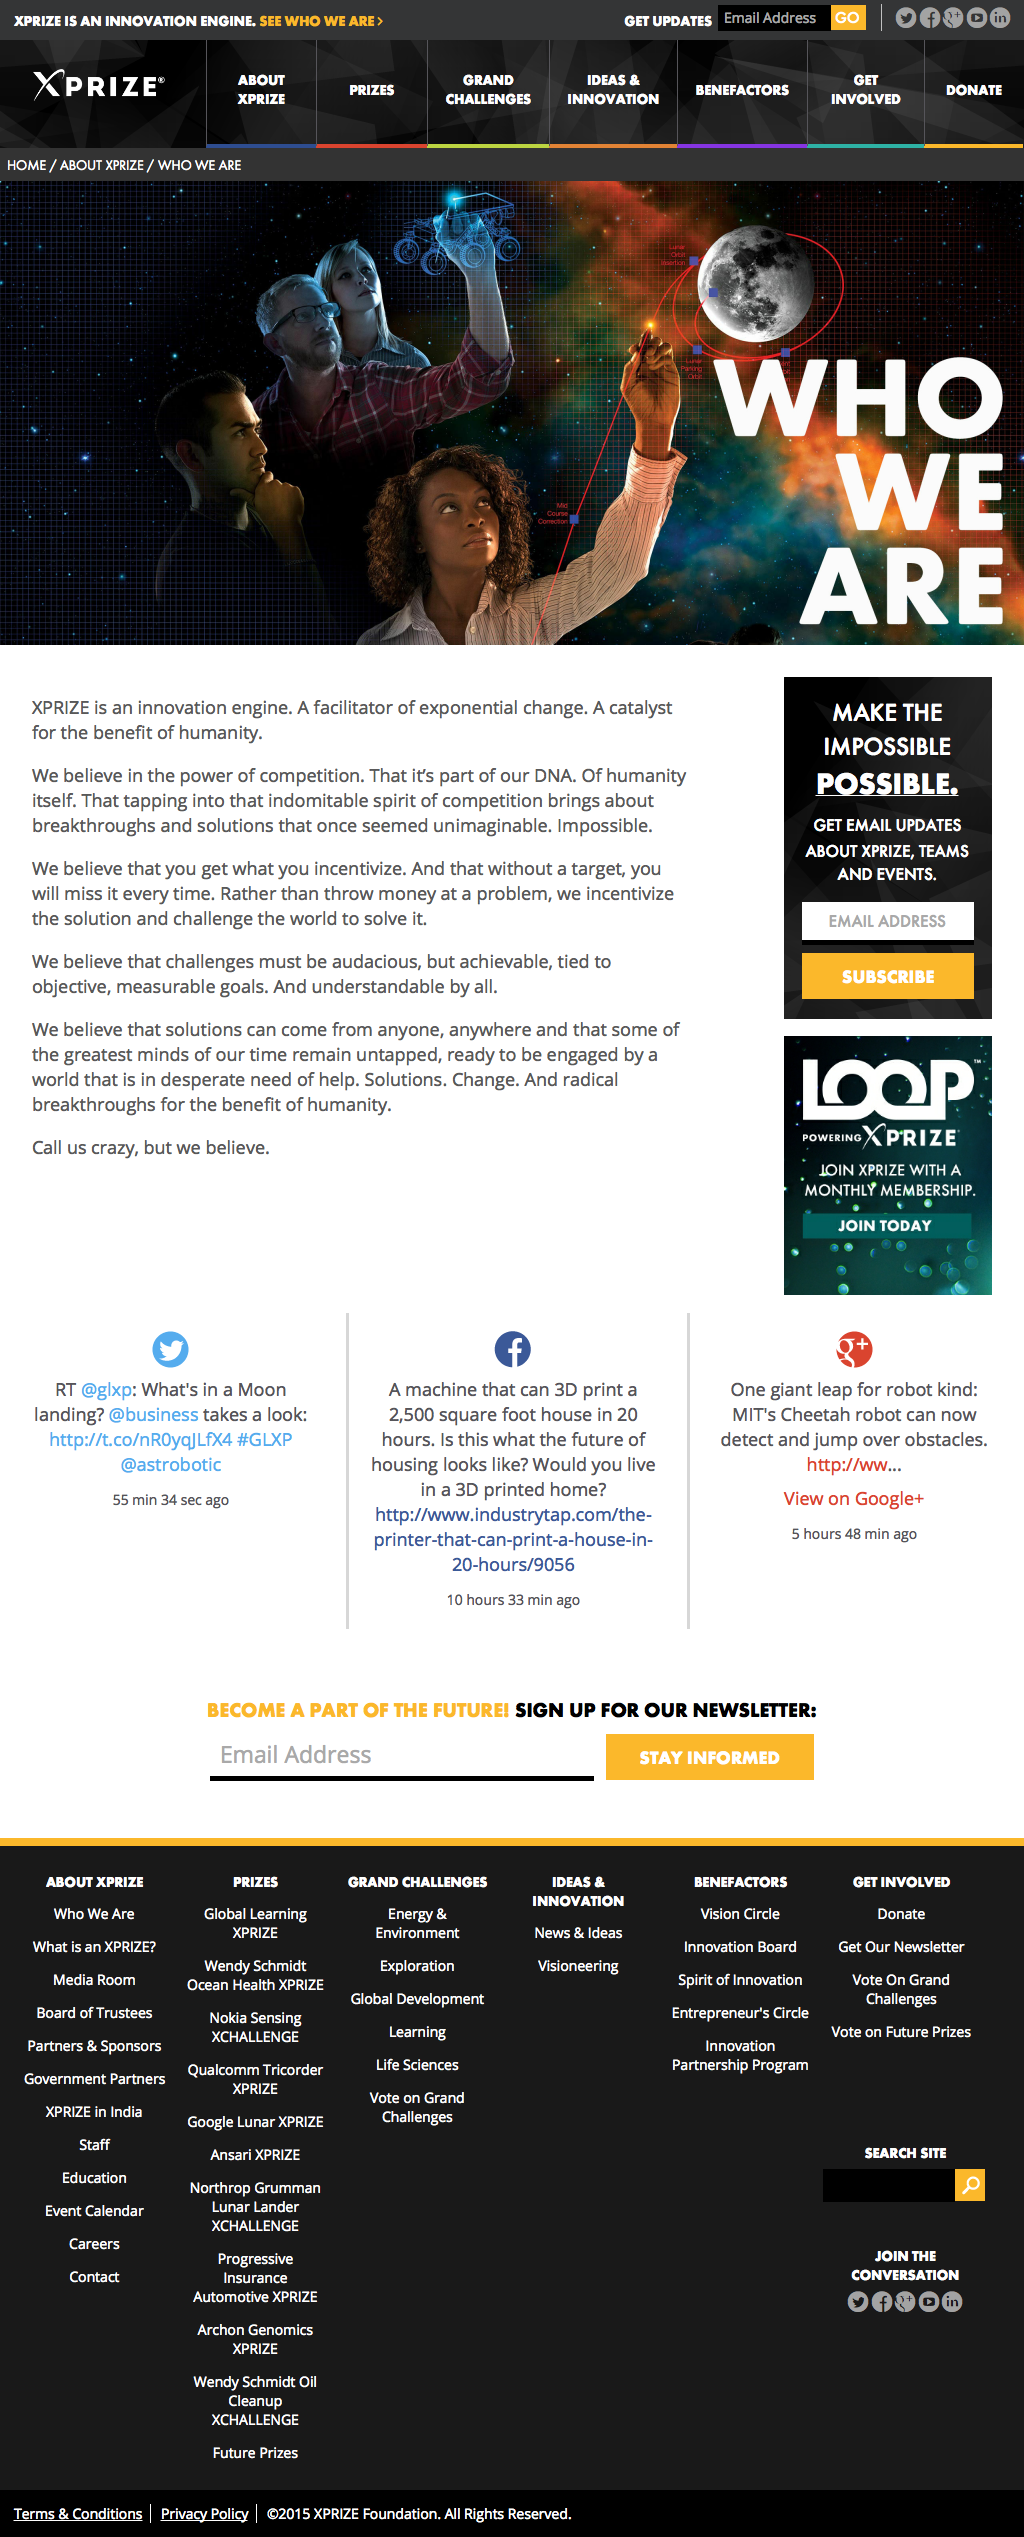 XPRIZE IS AN INNOVATION ENGINE. SEE WHO WE ARE >
GET UPDATES Email Address GO
XPRIZE®
ABOUT
XPRIZE
PRIZES
GRAND
CHALLENGES
IDEAS &
INNOVATION
BENEFACTORS
GET
INVOLVED
DONATE
HOME / ABOUT XPRIZE / WHO WE ARE
Lunar
Orbit
Insertion
Lunar
Parking
Orbit
Mid
Course
Correction
WHO
WE
ARE
XPRIZE is an innovation engine. A facilitator of exponential change. A catalyst
for the benefit of humanity.
We believe in the power of competition. That it’s part of our DNA. Of humanity
itself. That tapping into that indomitable spirit of competition brings about
breakthroughs and solutions that once seemed unimaginable. Impossible.
We believe that you get what you incentivize. And that without a target, you
will miss it every time. Rather than throw money at a problem, we incentivize
the solution and challenge the world to solve it.
We believe that challenges must be audacious, but achievable, tied to
objective, measurable goals. And understandable by all.
We believe that solutions can come from anyone, anywhere and that some of
the greatest minds of our time remain untapped, ready to be engaged by a
world that is in desperate need of help. Solutions. Change. And radical
breakthroughs for the benefit of humanity.
Call us crazy, but we believe.
MAKE THE
IMPOSSIBLE
POSSIBLE.
GET EMAIL UPDATES
ABOUT XPRIZE, TEAMS
AND EVENTS.
EMAIL ADDRESS
SUBSCRIBE
LOOP™
POWERING XPRIZE
JOIN XPRIZE WITH A
MONTHLY MEMBERSHIP.
JOIN TODAY
RT @glxp: What's in a Moon
landing? @business takes a look:
http://t.co/nR0yqJLfX4 #GLXP
@astrobotic
55 min 34 sec ago
A machine that can 3D print a
2,500 square foot house in 20
hours. Is this what the future of
housing looks like? Would you live
in a 3D printed home?
http://www.industrytap.com/the-
printer-that-can-print-a-house-in-
20-hours/9056
10 hours 33 min ago
One giant leap for robot kind:
MIT's Cheetah robot can now
detect and jump over obstacles.
http://ww...
View on Google+
5 hours 48 min ago
BECOME A PART OF THE FUTURE! SIGN UP FOR OUR NEWSLETTER:
Email Address
STAY INFORMED
ABOUT XPRIZE
Who We Are
What is an XPRIZE?
Media Room
Board of Trustees
Partners & Sponsors
Government Partners
XPRIZE in India
Staff
Education
Event Calendar
Careers
Contact
PRIZES
Global Learning
XPRIZE
Wendy Schmidt
Ocean Health XPRIZE
Nokia Sensing
XCHALLENGE
Qualcomm Tricorder
XPRIZE
Google Lunar XPRIZE
Ansari XPRIZE
Northrop Grumman
Lunar Lander
XCHALLENGE
Progressive
Insurance
Automotive XPRIZE
Archon Genomics
XPRIZE
Wendy Schmidt Oil
Cleanup
XCHALLENGE
Future Prizes
GRAND CHALLENGES
Energy &
Environment
Exploration
Global Development
Learning
Life Sciences
Vote on Grand
Challenges
IDEAS &
INNOVATION
News & Ideas
Visioneering
BENEFACTORS
Vision Circle
Innovation Board
Spirit of Innovation
Entrepreneur's Circle
Innovation
Partnership Program
GET INVOLVED
Donate
Get Our Newsletter
Vote On Grand
Challenges
Vote on Future Prizes
SEARCH SITE
JOIN THE
CONVERSATION
Terms & Conditions | Privacy Policy | ©2015 XPRIZE Foundation. All Rights Reserved.